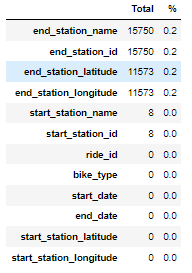 Total %
end_station_name 15750 0.2
end_station_id 15750 0.2
end_station_latitude 11573 0.2
end_station_longitude 11573 0.2
start_station_name 8 0.0
start_station_id 8 0.0
ride_id 0 0.0
bike_type 0 0.0
start_date 0 0.0
end_date 0 0.0
start_station_latitude 0 0.0
start_station_longitude 0 0.0